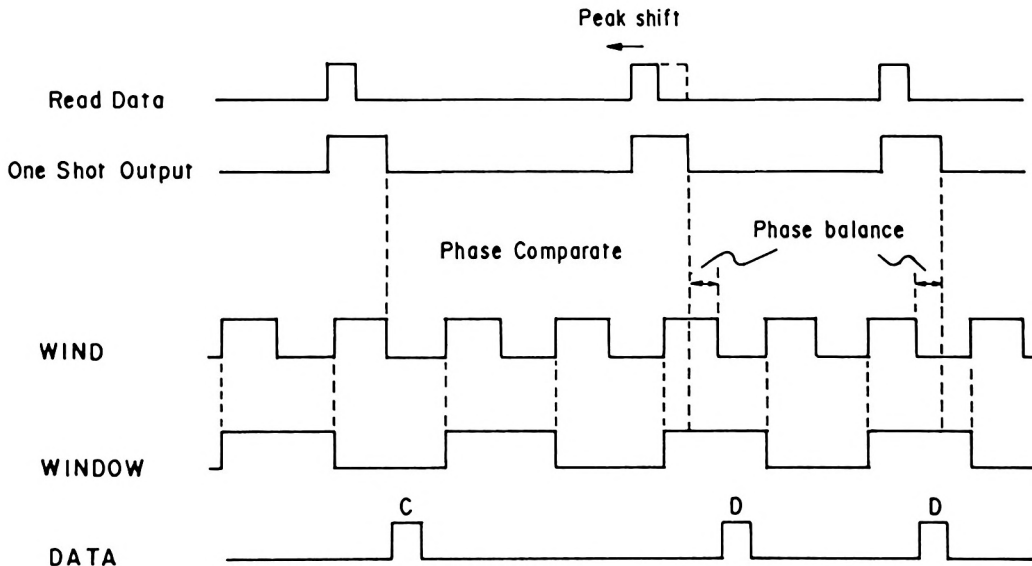 Peak shift
Read Data
One Shot Output
Phase Comparate
Phase balance
WIND
WINDOW
C D D
DATA